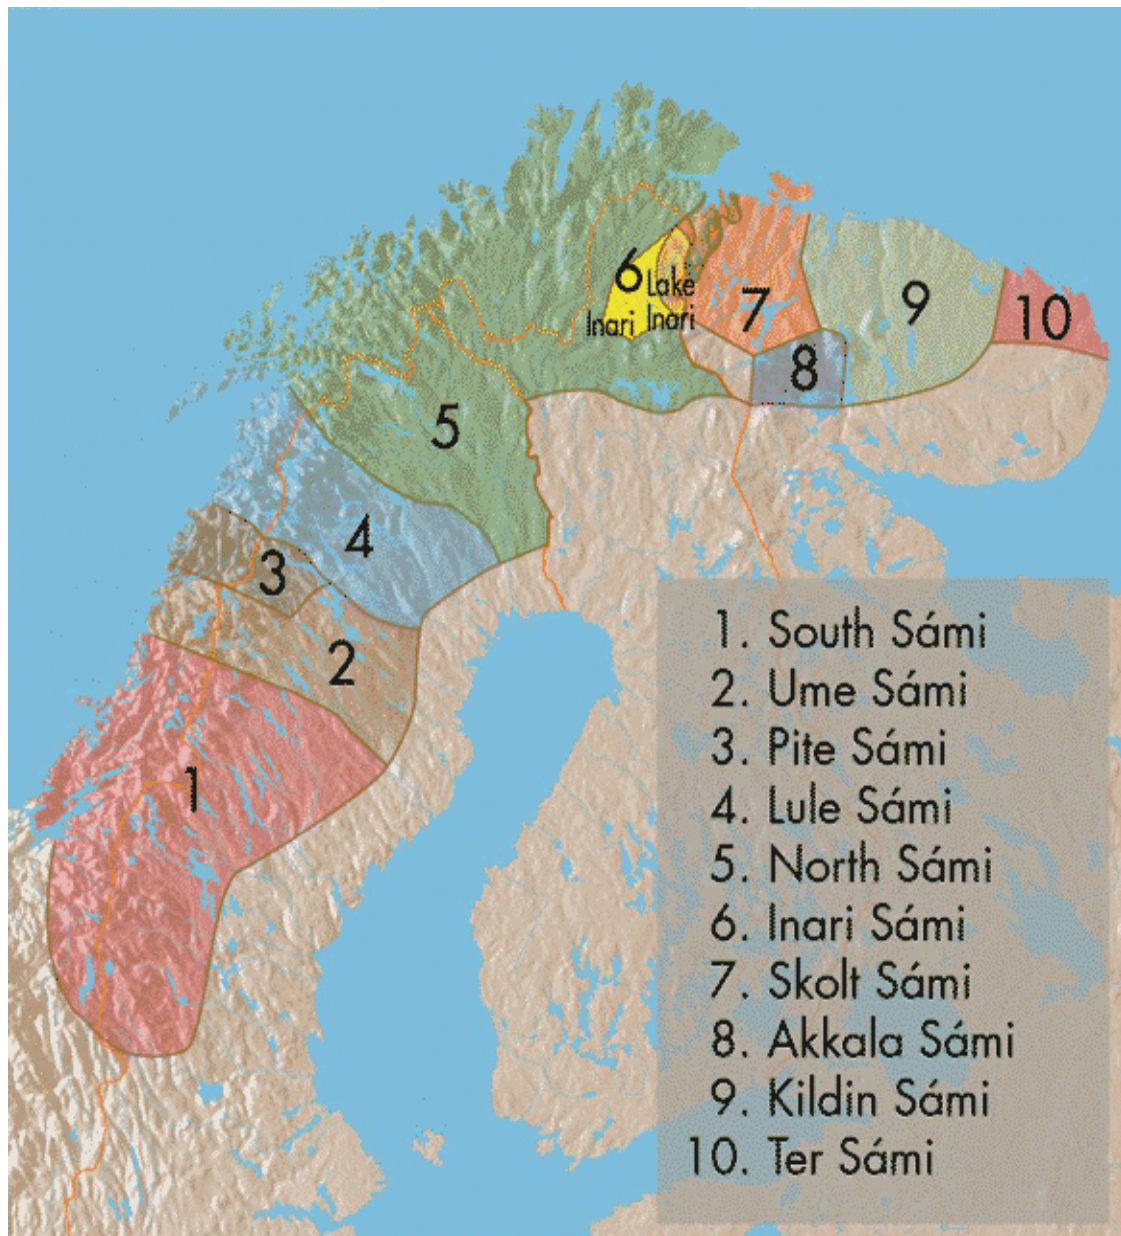 6
Lake
Inari Inari
7
9
10
8
5
4
3
2
1
1. South Sámi
2. Ume Sámi
3. Pite Sámi
4. Lule Sámi
5. North Sámi
6. Inari Sámi
7. Skolt Sámi
8. Akkala Sámi
9. Kildin Sámi
10. Ter Sámi